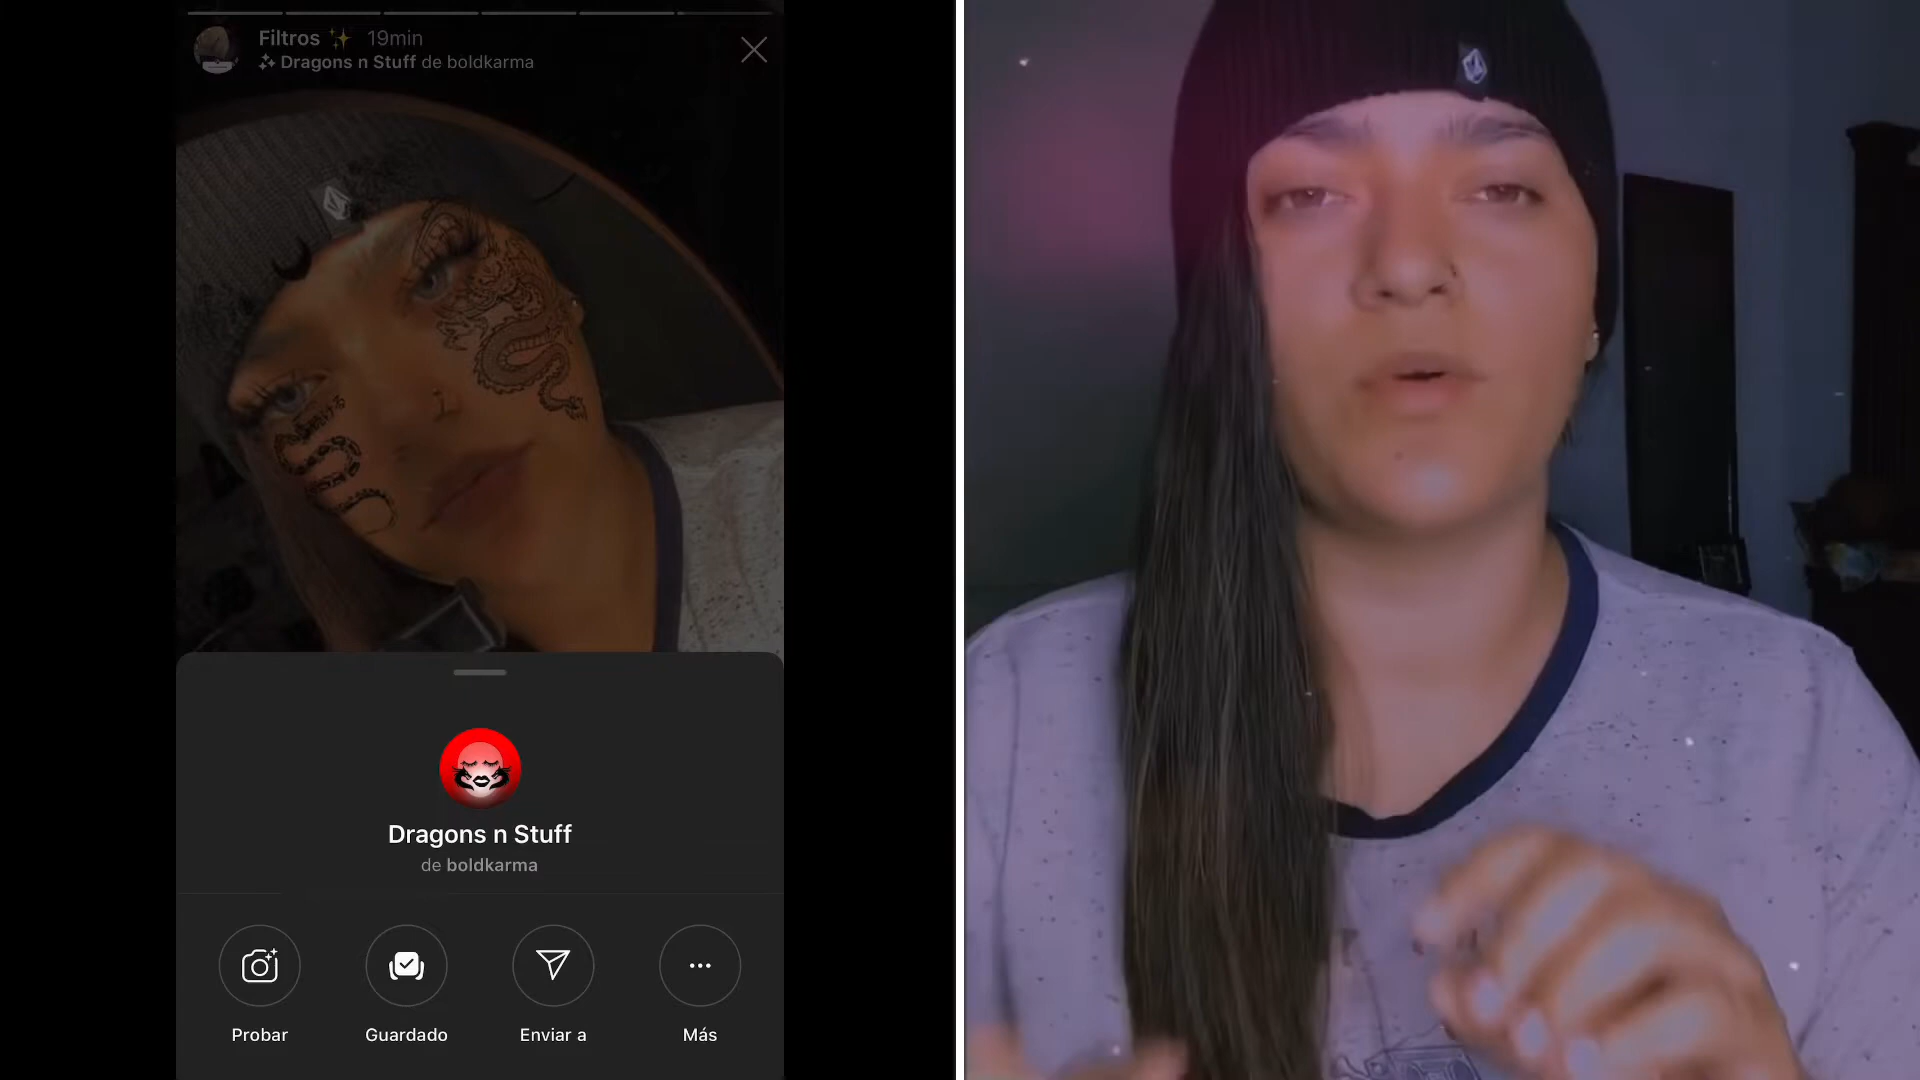 Filtros ✨ 19min
Dragons n Stuff de boldkarma
Dragons n Stuff
de boldkarma
Probar
Guardado
Enviar a
Más